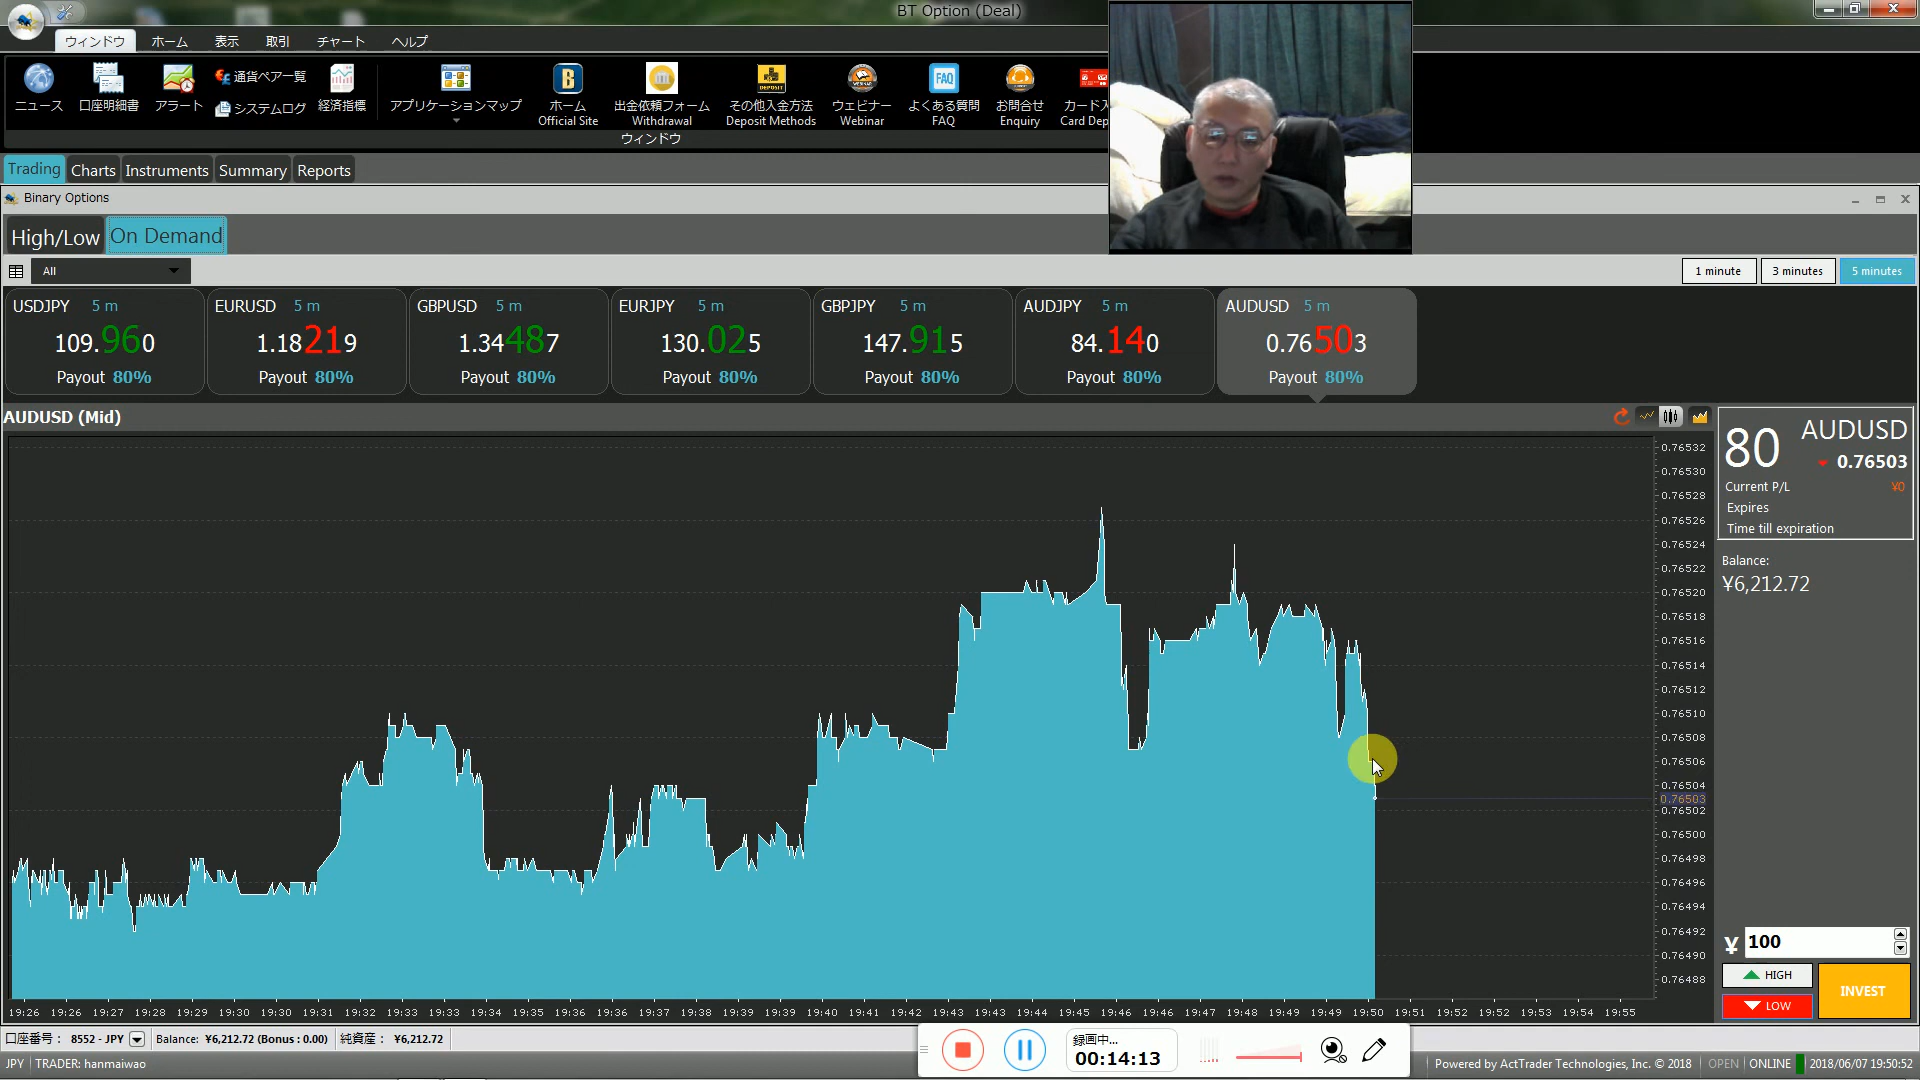 BT Option (Deal)
ウィンドウ ホーム 表示 取引 チャート ヘルプ
ニュース 口座明細書 アラート 通貨ペア一覧 システムログ 経済指標 アプリケーションマップ
ホーム Official Site
出金依頼フォーム Withdrawal
その他入金方法 Deposit Methods
ウェビナー Webinar
よくある質問 FAQ
お問合せ Enquiry
カード入 Card Dep
ウィンドウ
Trading Charts Instruments Summary Reports
Binary Options
High/Low On Demand
All 1 minute 3 minutes 5 minutes
USDJPY 5 m EURUSD 5 m GBPUSD 5 m EURJPY 5 m GBPJPY 5 m AUDJPY 5 m AUDUSD 5 m
109.960 1.18219 1.34487 130.025 147.915 84.140 0.76503
Payout 80% Payout 80% Payout 80% Payout 80% Payout 80% Payout 80% Payout 80%
AUDUSD (Mid)
80 AUDUSD
0.76503
Current P/L ¥0
Expires
Time till expiration
Balance:
¥6,212.72
0.76532
0.76530
0.76528
0.76526
0.76524
0.76522
0.76520
0.76518
0.76516
0.76514
0.76512
0.76510
0.76508
0.76506
0.76504
0.76503
0.76502
0.76500
0.76498
0.76496
0.76494
0.76492
0.76490
0.76488
¥ 100
HIGH
LOW
INVEST
19:26 19:26 19:27 19:28 19:29 19:30 19:30 19:31 19:32 19:33 19:33 19:34 19:35 19:36 19:36 19:37 19:38 19:39 19:39 19:40 19:41 19:42 19:43 19:43 19:44 19:45 19:46 19:46 19:47 19:48 19:49 19:49 19:50 19:51 19:52 19:52 19:53 19:54 19:55
口座番号： 8552 - JPY Balance: ¥6,212.72 (Bonus : 0.00) 純資産： ¥6,212.72
録画中...
00:14:13
JPY TRADER: hanmaiwao
Powered by ActTrader Technologies, Inc. © 2018 OPEN ONLINE 2018/06/07 19:50:52